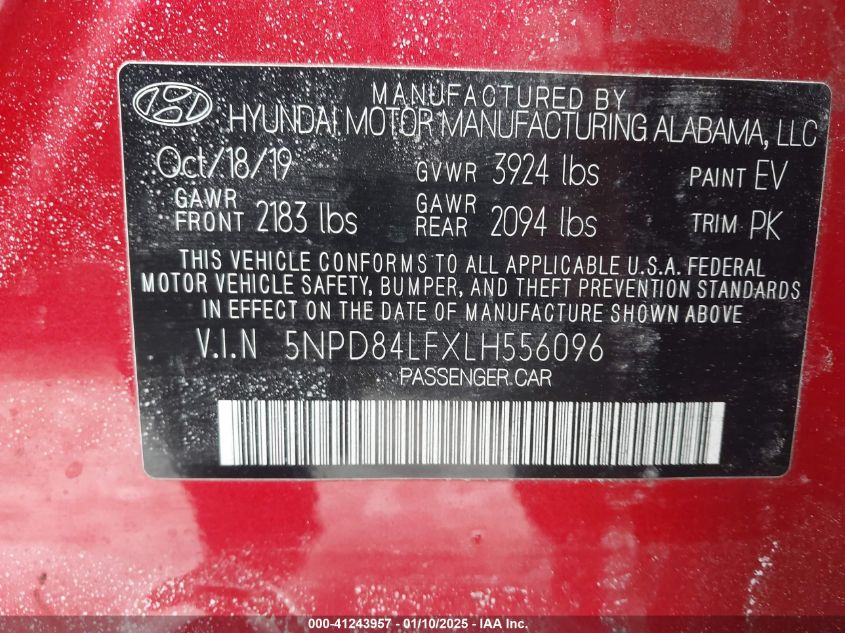 MANUFACTURED BY
HYUNDAI MOTOR MANUFACTURING ALABAMA, LLC
Oct/18/19 GVWR 3924 lbs PAINT EV
GAWR FRONT 2183 lbs GAWR REAR 2094 lbs TRIM PK
THIS VEHICLE CONFORMS TO ALL APPLICABLE U.S.A. FEDERAL
MOTOR VEHICLE SAFETY, BUMPER, AND THEFT PREVENTION STANDARDS
IN EFFECT ON THE DATE OF MANUFACTURE SHOWN ABOVE
V.I.N 5NPD84LFXLH556096
PASSENGER CAR
000-41243957 - 01/10/2025 - IAA Inc.